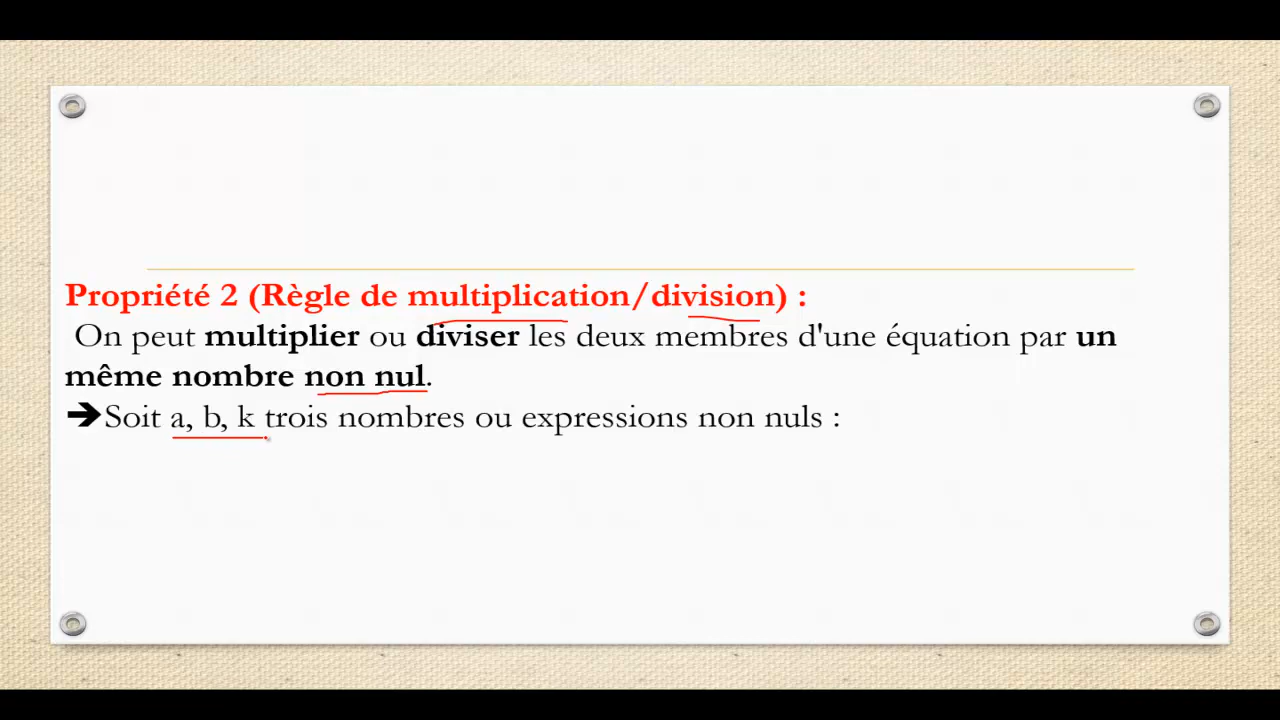 Propriété 2 (Règle de multiplication/division) :
On peut multiplier ou diviser les deux membres d'une équation par un
même nombre non nul.
➔Soit a, b, k trois nombres ou expressions non nuls :